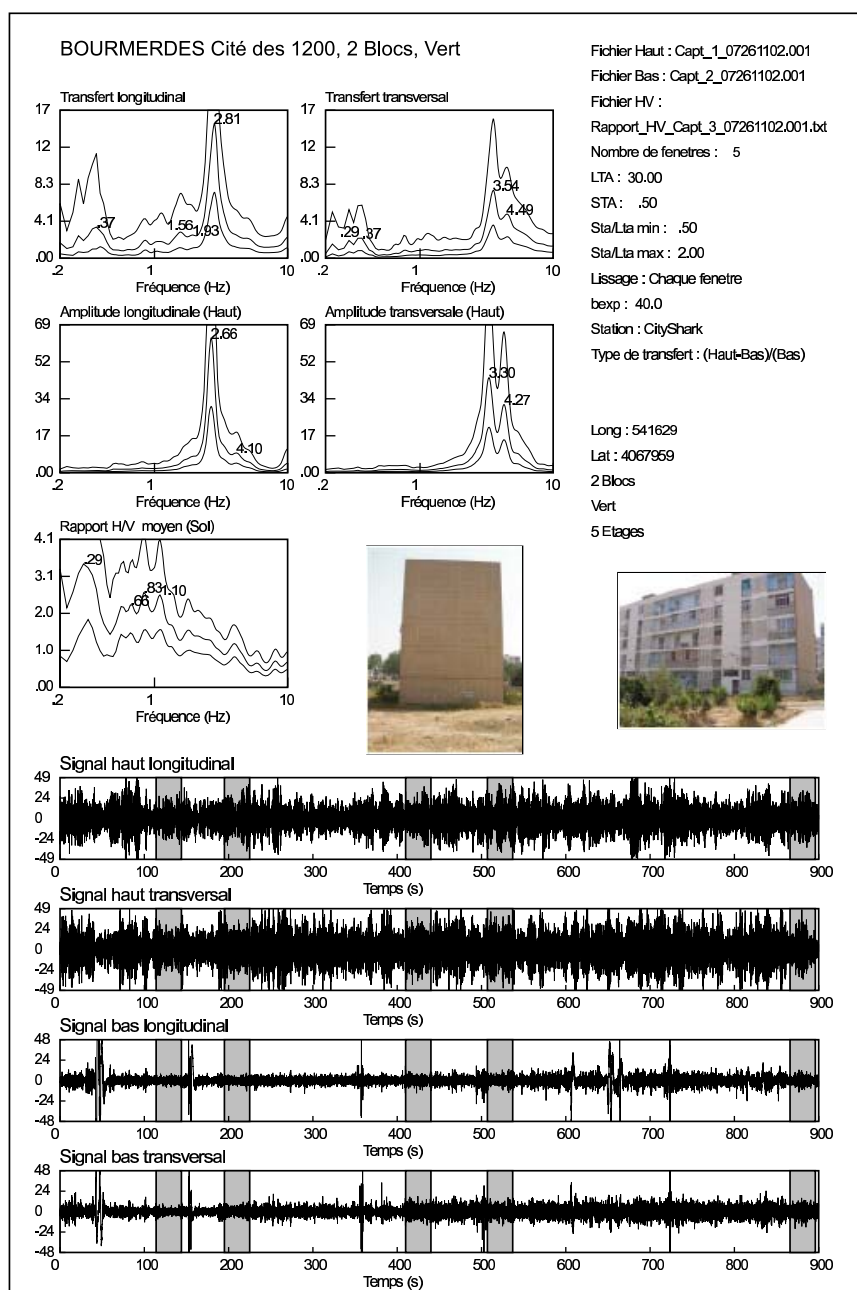 BOURMERDES Cité des 1200, 2 Blocs, Vert
Fichier Haut : Capt_1_07261102.001
Fichier Bas : Capt_2_07261102.001
Fichier HV :
Rapport_HV_Capt_3_07261102.001.txt
Nombre de fenetres : 5
LTA : 30.00
STA : .50
Sta/Lta min : .50
Sta/Lta max : 2.00
Lissage : Chaque fenetre
bexp : 40.0
Station : CityShark
Type de transfert : (Haut-Bas)/(Bas)
Long : 541629
Lat : 4067959
2 Blocs
Vert
5 Etages
Transfert longitudinal
17
12
8.3
4.1
.00
2.81
.37
1.56
1.93
.2 1 10
Fréquence (Hz)
Transfert transversal
17
12
8.3
4.1
.00
3.54
4.49
.29
.37
.2 1 10
Fréquence (Hz)
Amplitude longitudinale (Haut)
69
52
34
17
.00
2.66
4.10
.2 1 10
Fréquence (Hz)
Amplitude transversale (Haut)
69
52
34
17
.00
3.30
4.27
.2 1 10
Fréquence (Hz)
Rapport H/V moyen (Sol)
4.1
3.1
2.0
1.0
.00
.29
.66
.83
1.10
.2 1 10
Fréquence (Hz)
Signal haut longitudinal
49
24
0
-24
-49
0 100 200 300 400 500 600 700 800 900
Temps (s)
Signal haut transversal
49
24
0
-24
-49
0 100 200 300 400 500 600 700 800 900
Temps (s)
Signal bas longitudinal
48
24
0
-24
-48
0 100 200 300 400 500 600 700 800 900
Temps (s)
Signal bas transversal
48
24
0
-24
-48
0 100 200 300 400 500 600 700 800 900
Temps (s)